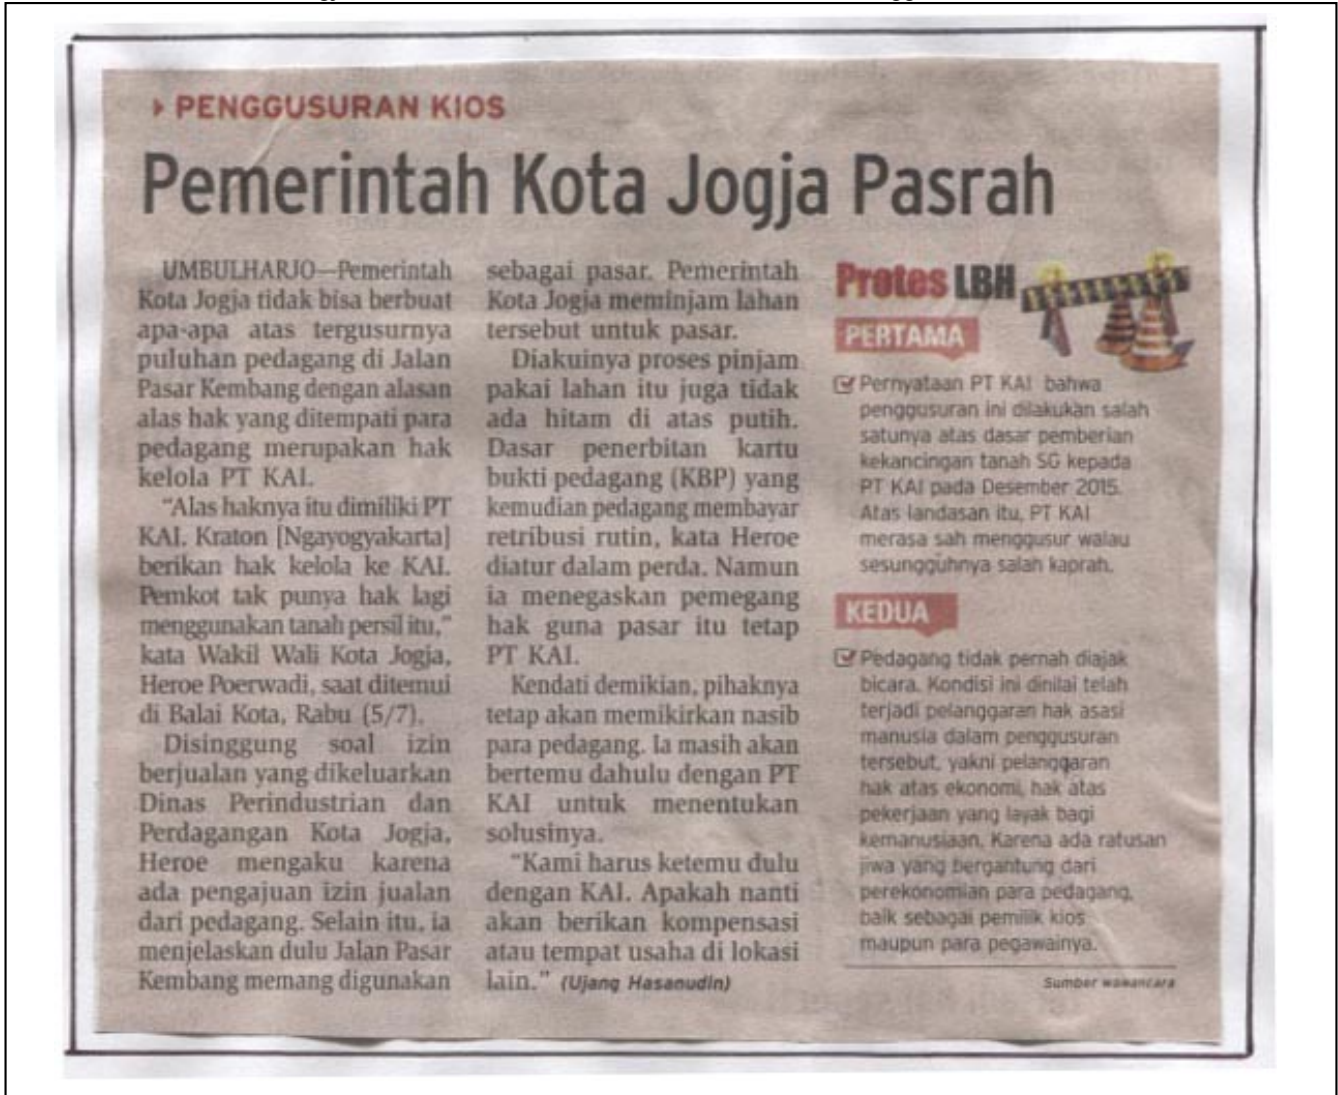 PENGGUSURAN KIOS
Pemerintah Kota Jogja Pasrah
UMBULHARJO—Pemerintah
Kota Jogja tidak bisa berbuat
apa-apa atas tergusurnya
puluhan pedagang di Jalan
Pasar Kembang dengan alasan
alas hak yang ditempati para
pedagang merupakan hak
kelola PT KAI.
“Alas haknya itu dimiliki PT
KAI. Kraton [Ngayogyakarta]
berikan hak kelola ke KAI.
Pemkot tak punya hak lagi
menggunakan tanah persil itu,”
kata Wakil Wali Kota Jogja,
Heroe Poerwadi, saat ditemui
di Balai Kota, Rabu (5/7).
Disinggung soal izin
berjualan yang dikeluarkan
Dinas Perindustrian dan
Perdagangan Kota Jogja,
Heroe mengaku karena
ada pengajuan izin jualan
dari pedagang. Selain itu, ia
menjelaskan dulu Jalan Pasar
Kembang memang digunakan
sebagai pasar. Pemerintah
Kota Jogja meminjam lahan
tersebut untuk pasar.
Diakuinya proses pinjam
pakai lahan itu juga tidak
ada hitam di atas putih.
Dasar penerbitan kartu
bukti pedagang (KBP) yang
kemudian pedagang membayar
retribusi rutin, kata Heroe
diatur dalam perda. Namun
ia menegaskan pemegang
hak guna pasar itu tetap
PT KAI.
Kendati demikian, pihaknya
tetap akan memikirkan nasib
para pedagang. Ia masih akan
bertemu dahulu dengan PT
KAI untuk menentukan
solusinya.
“Kami harus ketemu dulu
dengan KAI. Apakah nanti
akan berikan kompensasi
atau tempat usaha di lokasi
lain.” (Ujang Hasanudin)
Protes LBH
PERTAMA
Pernyataan PT KAI bahwa
penggusuran ini dilakukan salah
satunya atas dasar pemberian
kekancingan tanah SG kepada
PT KAI pada Desember 2015.
Atas landasan itu, PT KAI
merasa sah menggusur walau
sesungguhnya salah kaprah.
KEDUA
Pedagang tidak pernah diajak
bicara. Kondisi ini dinilai telah
terjadi pelanggaran hak asasi
manusia dalam penggusuran
tersebut, yakni pelanggaran
hak atas ekonomi, hak atas
pekerjaan yang layak bagi
kemanusiaan. Karena ada ratusan
jiwa yang bergantung dari
perekonomian para pedagang,
baik sebagai pemilik kios
maupun para pegawainya.
Sumber wawancara